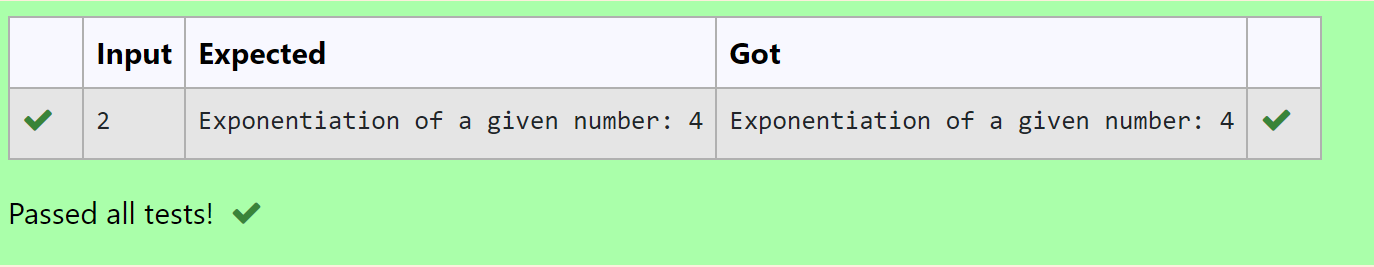 Input Expected Got
2 Exponentiation of a given number: 4 Exponentiation of a given number: 4
Passed all tests!